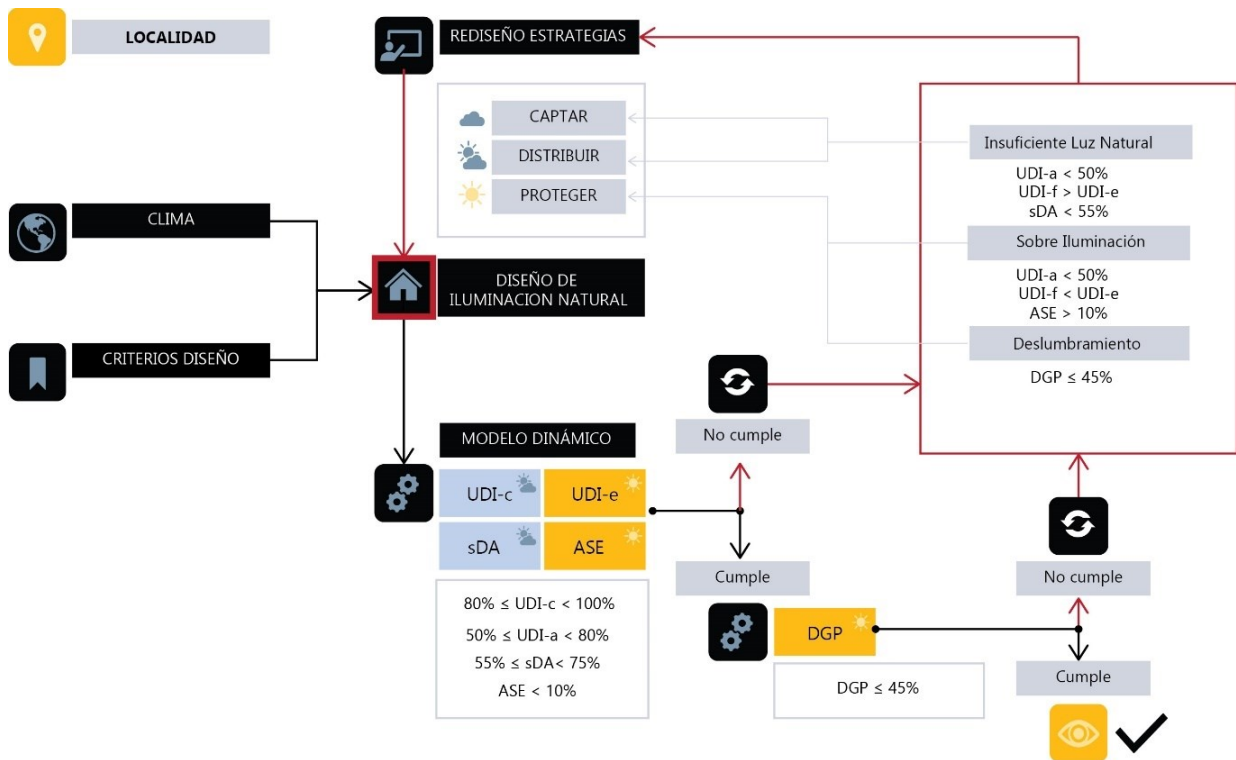 LOCALIDAD
REDISEÑO ESTRATEGIAS
CAPTAR
DISTRIBUIR
PROTEGER
Insuficiente Luz Natural
UDI-a < 50%
UDI-f > UDI-e
sDA < 55%
Sobre Iluminación
UDI-a < 50%
UDI-f < UDI-e
ASE > 10%
Deslumbramiento
DGP ≤ 45%
CLIMA
DISEÑO DE
ILUMINACION NATURAL
CRITERIOS DISEÑO
MODELO DINÁMICO
UDI-c
UDI-e
sDA
ASE
80% ≤ UDI-c < 100%
50% ≤ UDI-a < 80%
55% ≤ sDA< 75%
ASE < 10%
No cumple
Cumple
DGP
DGP ≤ 45%
No cumple
Cumple